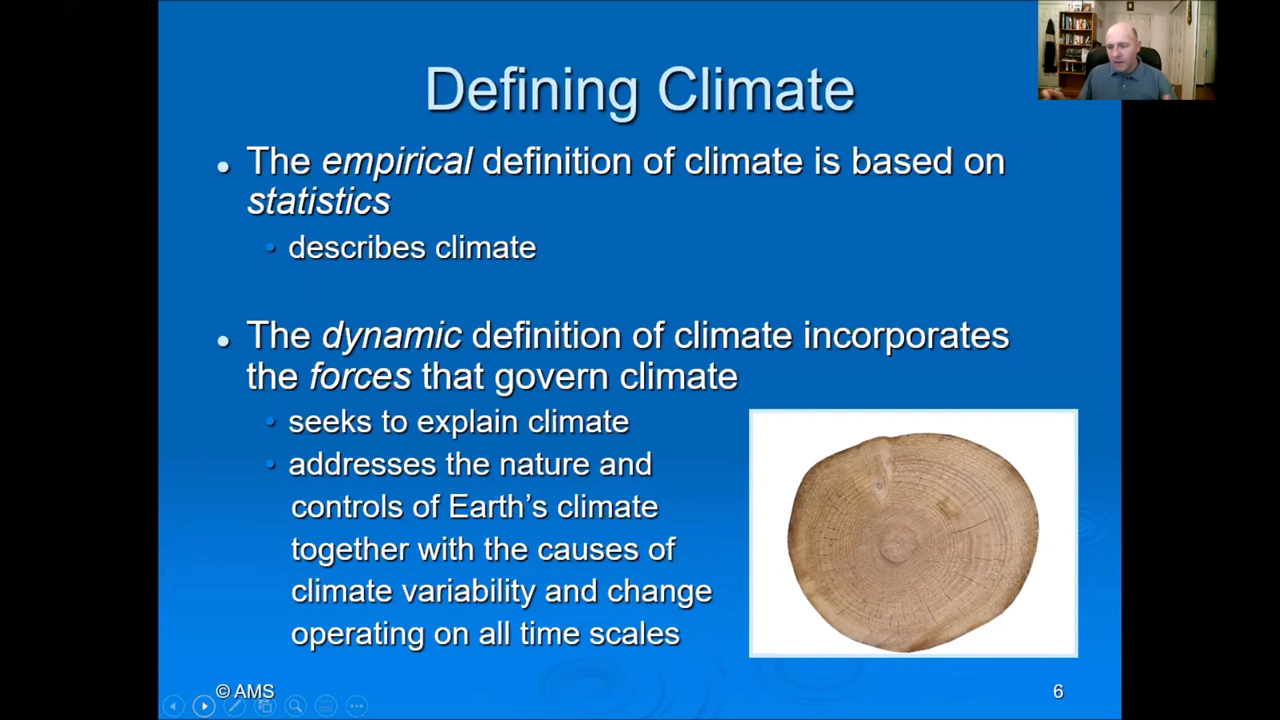 Defining Climate
• The empirical definition of climate is based on
statistics
• describes climate
• The dynamic definition of climate incorporates
the forces that govern climate
• seeks to explain climate
• addresses the nature and
controls of Earth’s climate
together with the causes of
climate variability and change
operating on all time scales
© AMS
6